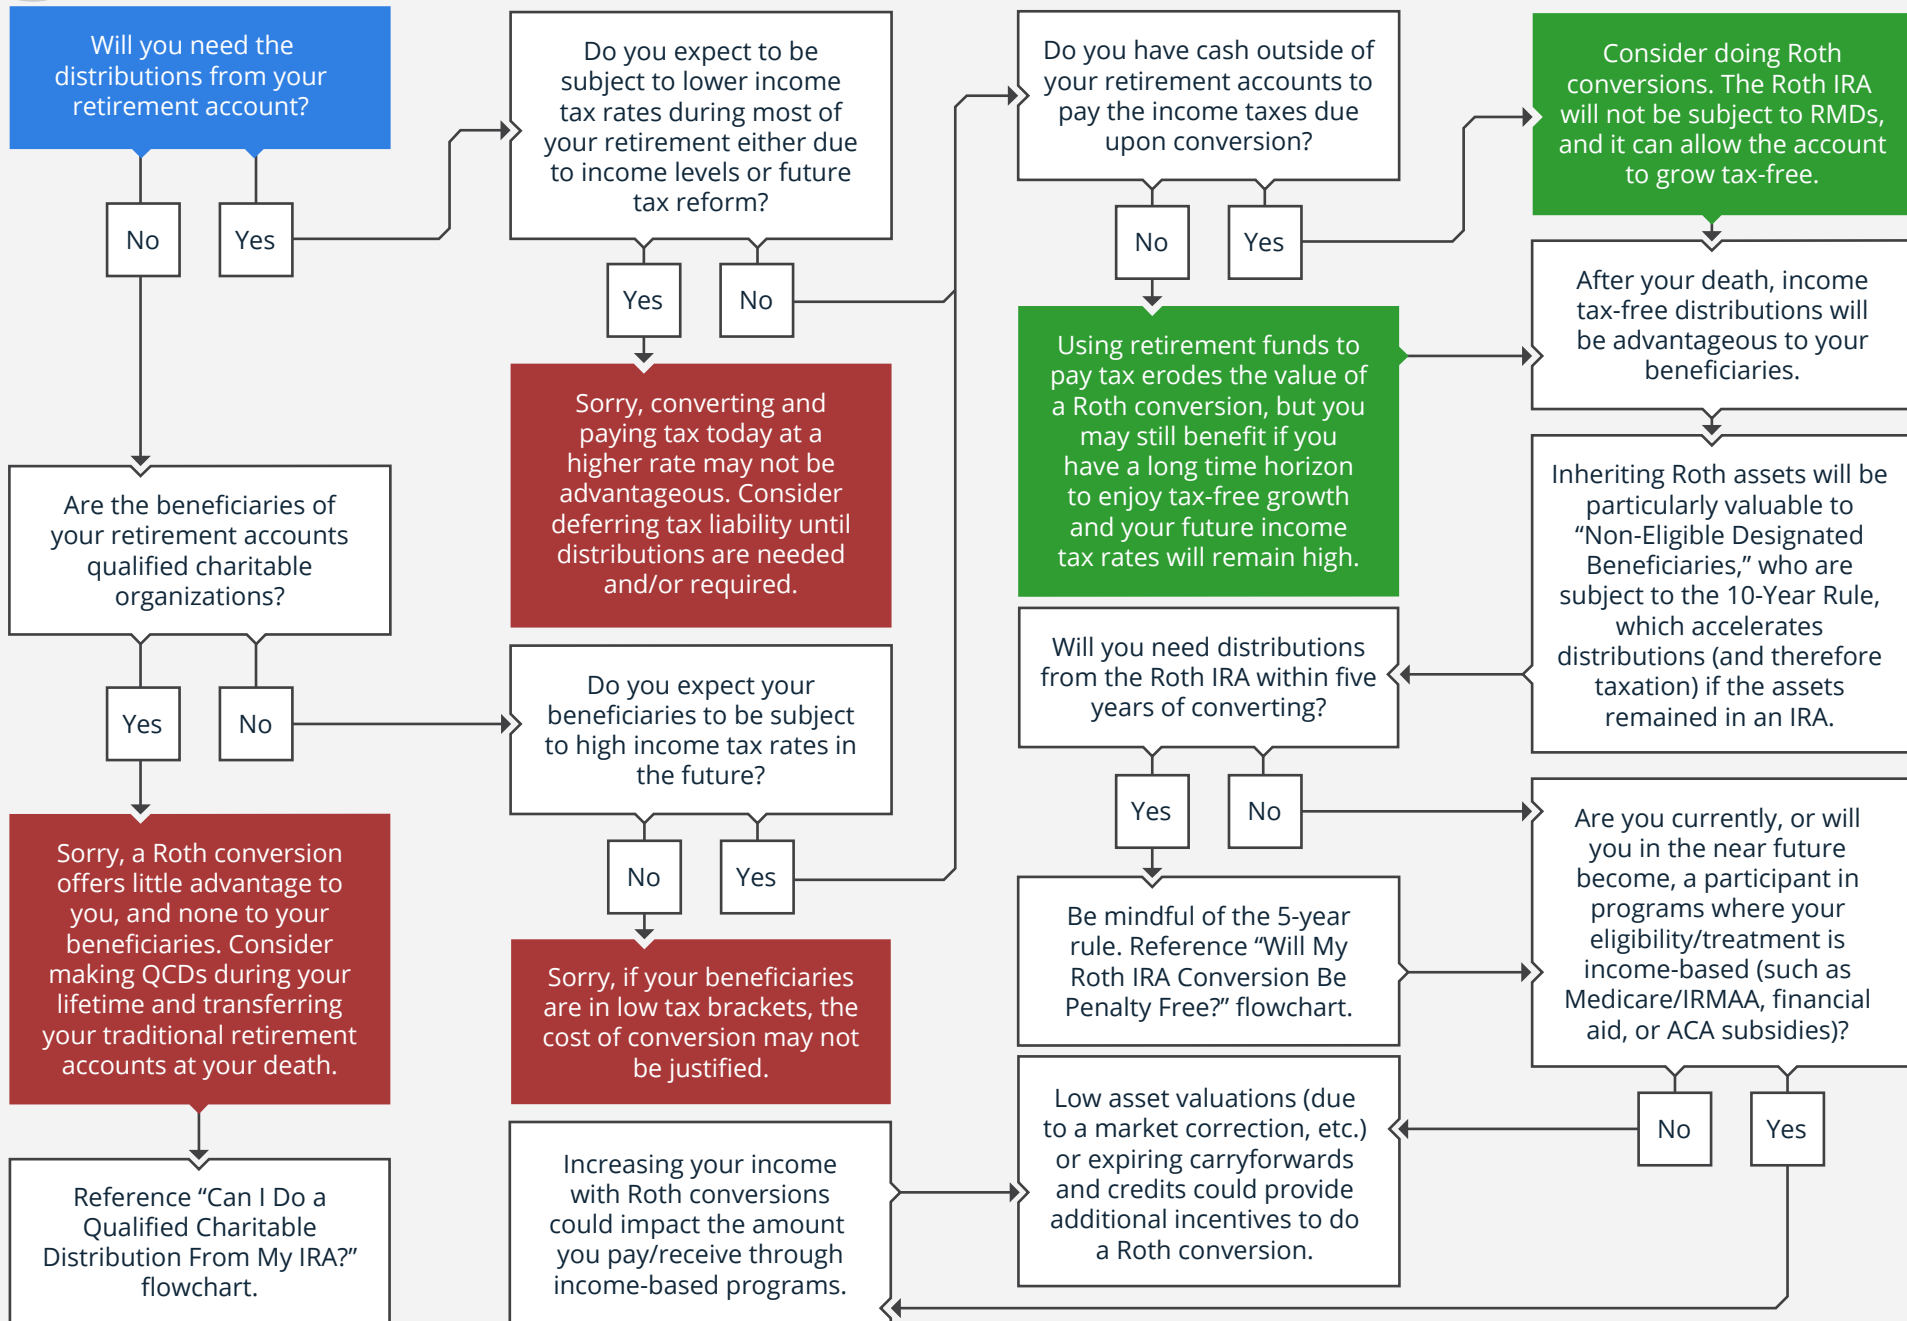 Will you need the
distributions from your
retirement account?
No
Yes
Are the beneficiaries of
your retirement accounts
qualified charitable
organizations?
Yes
No
Sorry, a Roth conversion
offers little advantage to
you, and none to your
beneficiaries. Consider
making QCDs during your
lifetime and transferring
your traditional retirement
accounts at your death.
Reference “Can I Do a
Qualified Charitable
Distribution From My IRA?”
flowchart.
Do you expect to be
subject to lower income
tax rates during most of
your retirement either due
to income levels or future
tax reform?
Yes
No
Sorry, converting and
paying tax today at a
higher rate may not be
advantageous. Consider
deferring tax liability until
distributions are needed
and/or required.
Do you expect your
beneficiaries to be subject
to high income tax rates in
the future?
No
Yes
Sorry, if your beneficiaries
are in low tax brackets, the
cost of conversion may not
be justified.
Increasing your income
with Roth conversions
could impact the amount
you pay/receive through
income-based programs.
Do you have cash outside of
your retirement accounts to
pay the income taxes due
upon conversion?
No
Yes
Using retirement funds to
pay tax erodes the value of
a Roth conversion, but you
may still benefit if you
have a long time horizon
to enjoy tax-free growth
and your future income
tax rates will remain high.
Will you need distributions
from the Roth IRA within five
years of converting?
Yes
No
Be mindful of the 5-year
rule. Reference “Will My
Roth IRA Conversion Be
Penalty Free?” flowchart.
Low asset valuations (due
to a market correction, etc.)
or expiring carryforwards
and credits could provide
additional incentives to do
a Roth conversion.
Consider doing Roth
conversions. The Roth IRA
will not be subject to RMDs,
and it can allow the account
to grow tax-free.
After your death, income
tax-free distributions will
be advantageous to your
beneficiaries.
Inheriting Roth assets will be
particularly valuable to
“Non-Eligible Designated
Beneficiaries,” who are
subject to the 10-Year Rule,
which accelerates
distributions (and therefore
taxation) if the assets
remained in an IRA.
Are you currently, or will
you in the near future
become, a participant in
programs where your
eligibility/treatment is
income-based (such as
Medicare/IRMAA, financial
aid, or ACA subsidies)?
No
Yes